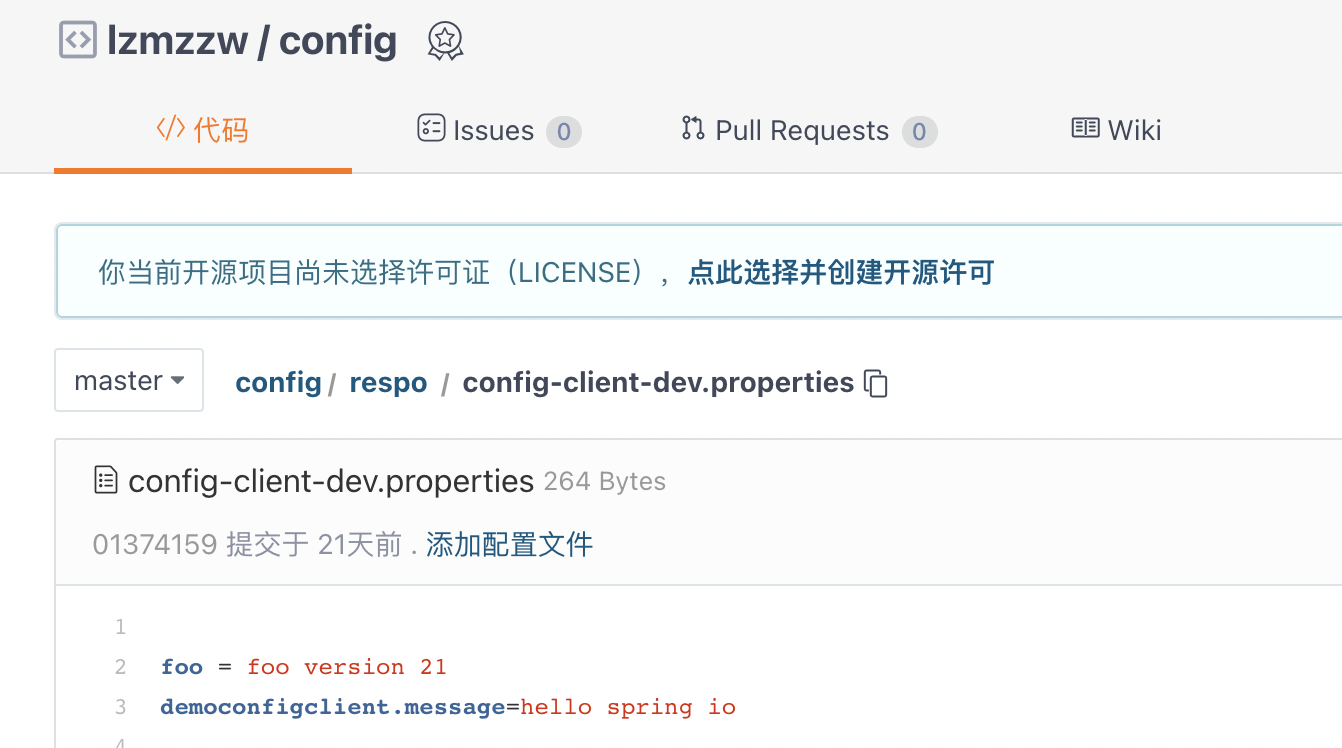 lzmzzw / config
代码 Issues 0 Pull Requests 0 Wiki
你当前开源项目尚未选择许可证（LICENSE），点此选择并创建开源许可
master config / respo / config-client-dev.properties
config-client-dev.properties 264 Bytes
01374159 提交于 21天前 . 添加配置文件
1
2 foo = foo version 21
3 democonfigclient.message=hello spring io
4